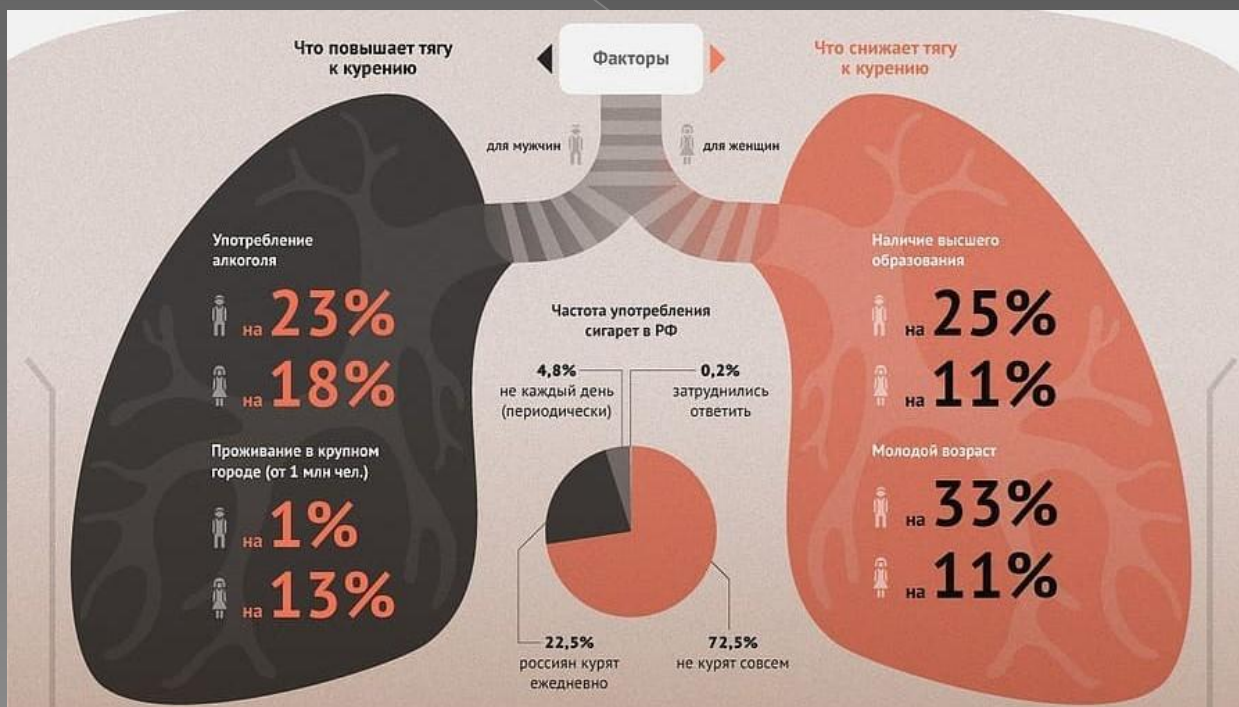 Что повышает тягу
к курению
Факторы
Что снижает тягу
к курению
для мужчин
для женщин
Употребление
алкоголя
на 23%
на 18%
Проживание в крупном
городе (от 1 млн чел.)
на 1%
на 13%
Частота употребления
сигарет в РФ
4,8%
не каждый день
(периодически)
0,2%
затруднились
ответить
22,5%
россиян курят
ежедневно
72,5%
не курят совсем
Наличие высшего
образования
на 25%
на 11%
Молодой возраст
на 33%
на 11%